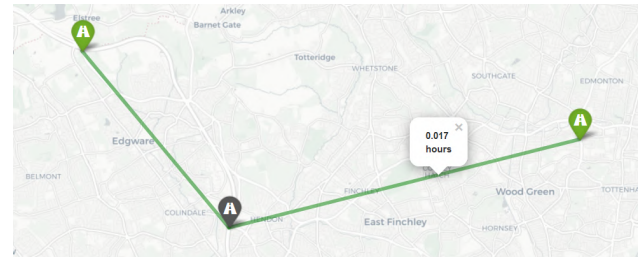 Arkley
Elstree
Barnet Gate
Totteridge
WHETSTONE
SOUTHGATE
EDMONTON
0.017
hours
×
Edgware
BELMONT
FINCHLEY
Wood Green
TOTTENHA
COLINDALE
HENDON
East Finchley
HORNSEY